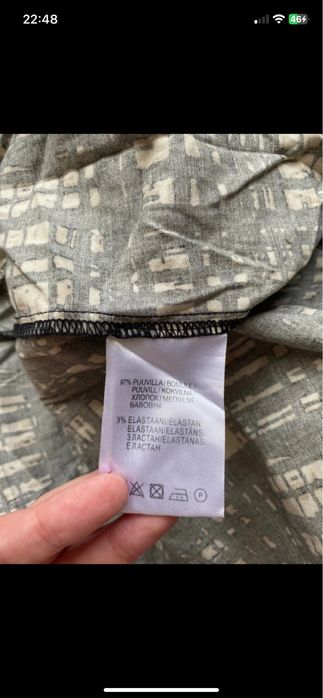 22:48
46
97% PUUVILLA/BOMULL/
PUUVILL/KOKVILNA/
ХЛОПОК/MEDVILNĖ/
БАВОВНА
3% ELASTAANI/ELASTAN/
ELASTAAN/ELASTĀNS/
ЭЛАСТАН/ELASTANAS/
ЕЛАСТАН
P